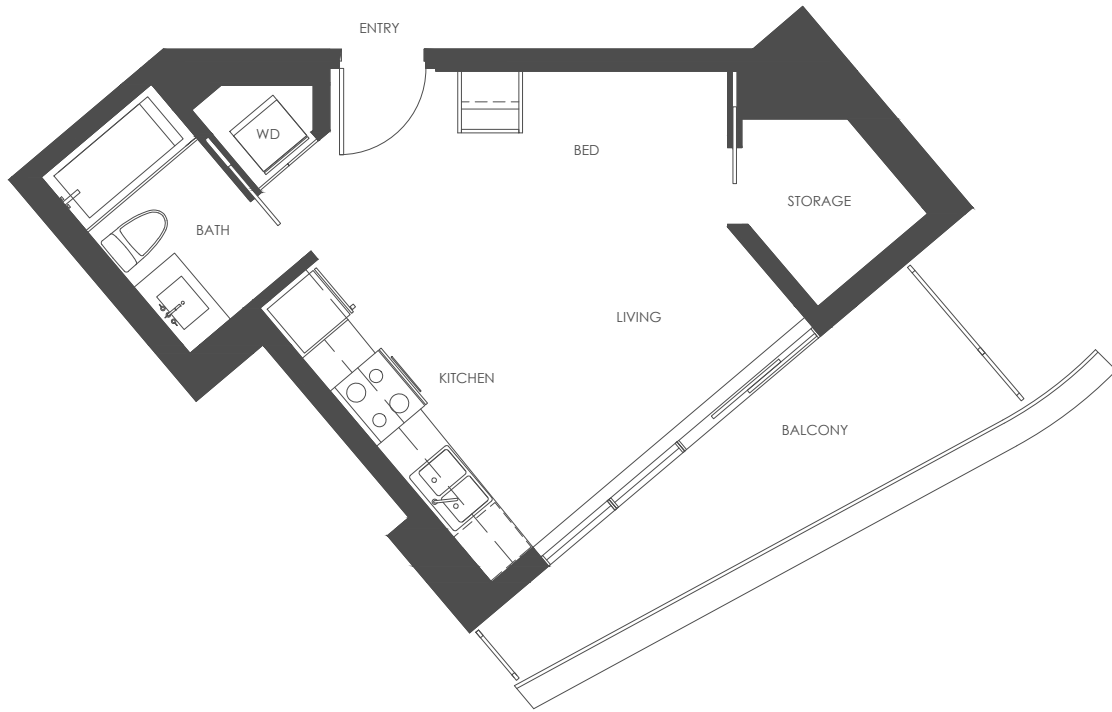 ENTRY
WD
BED
STORAGE
BATH
LIVING
KITCHEN
BALCONY